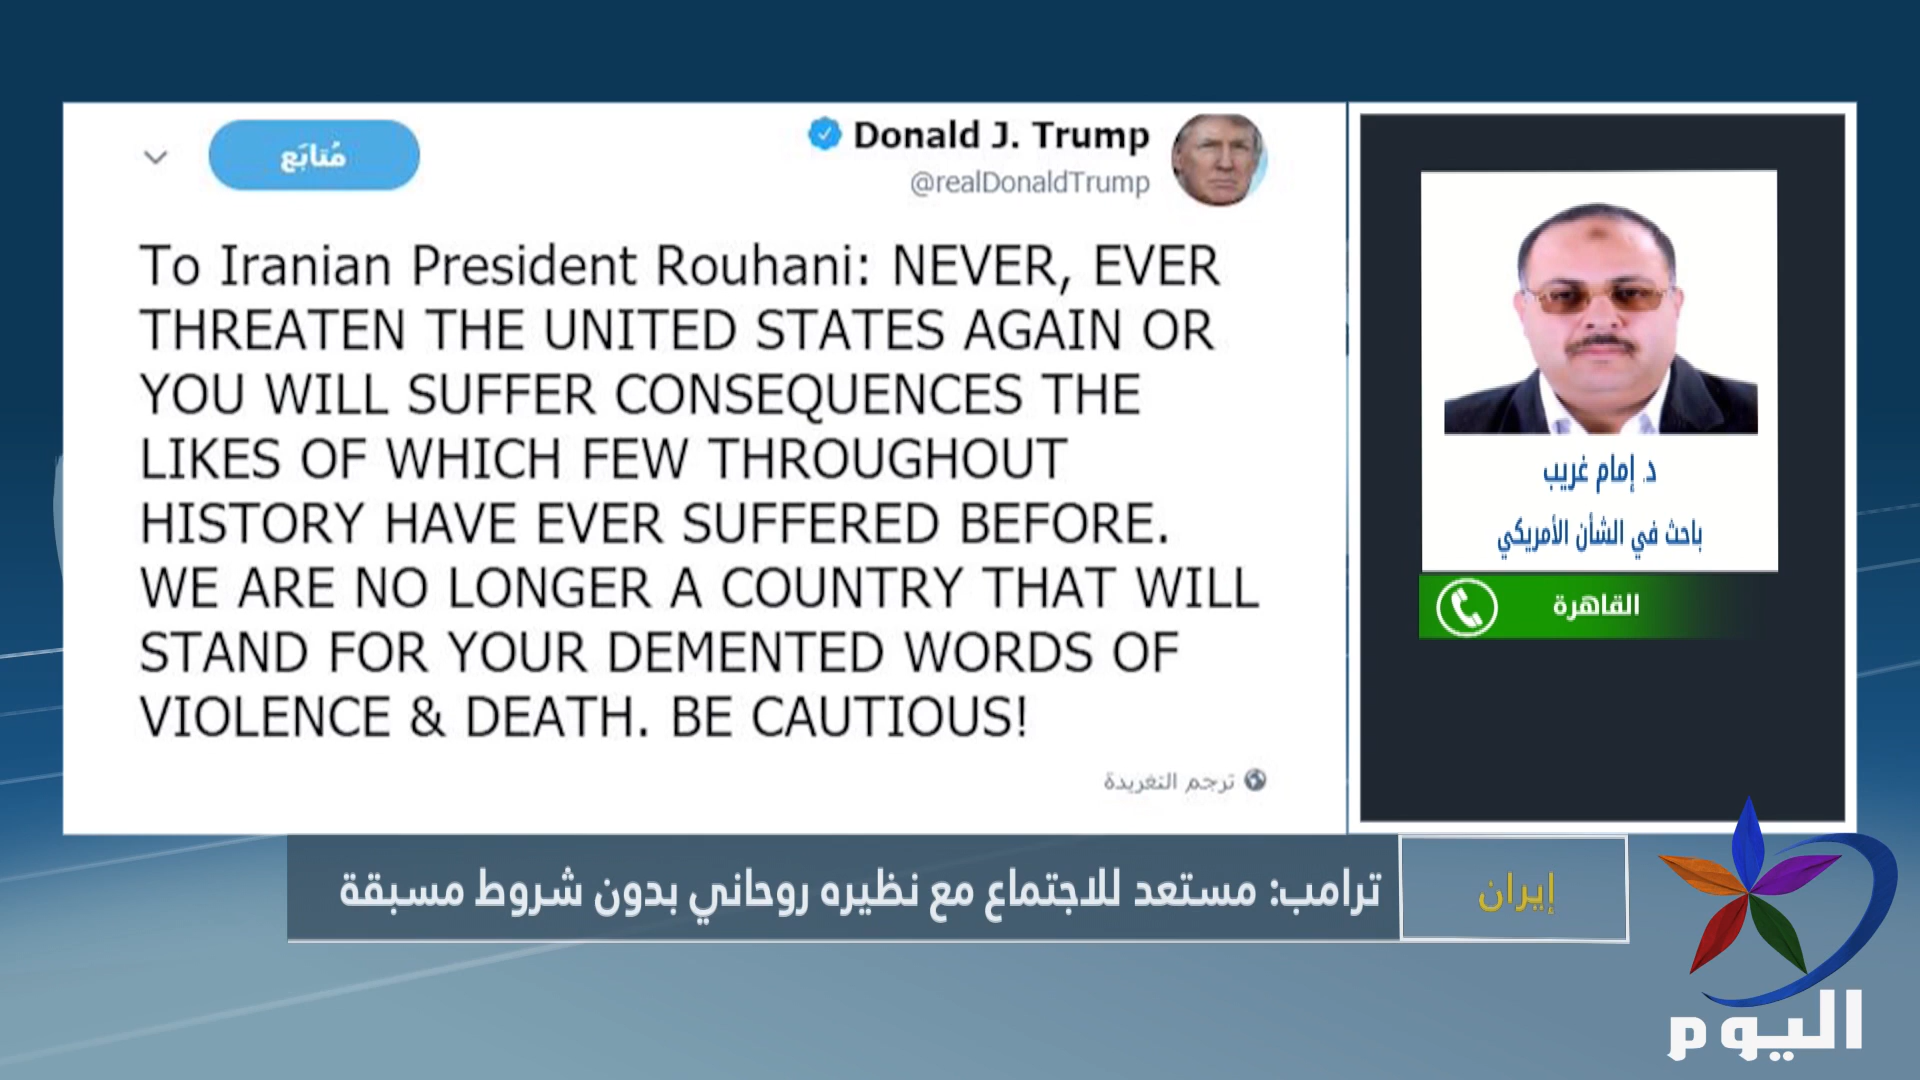 مُتابَع
Donald J. Trump
@realDonaldTrump
To Iranian President Rouhani: NEVER, EVER
THREATEN THE UNITED STATES AGAIN OR
YOU WILL SUFFER CONSEQUENCES THE
LIKES OF WHICH FEW THROUGHOUT
HISTORY HAVE EVER SUFFERED BEFORE.
WE ARE NO LONGER A COUNTRY THAT WILL
STAND FOR YOUR DEMENTED WORDS OF
VIOLENCE & DEATH. BE CAUTIOUS!
ترجم التغريدة
د. إمام غريب
باحث في الشأن الأمريكي
القاهرة
إيران
ترامب: مستعد للاجتماع مع نظيره روحاني بدون شروط مسبقة
اليوم